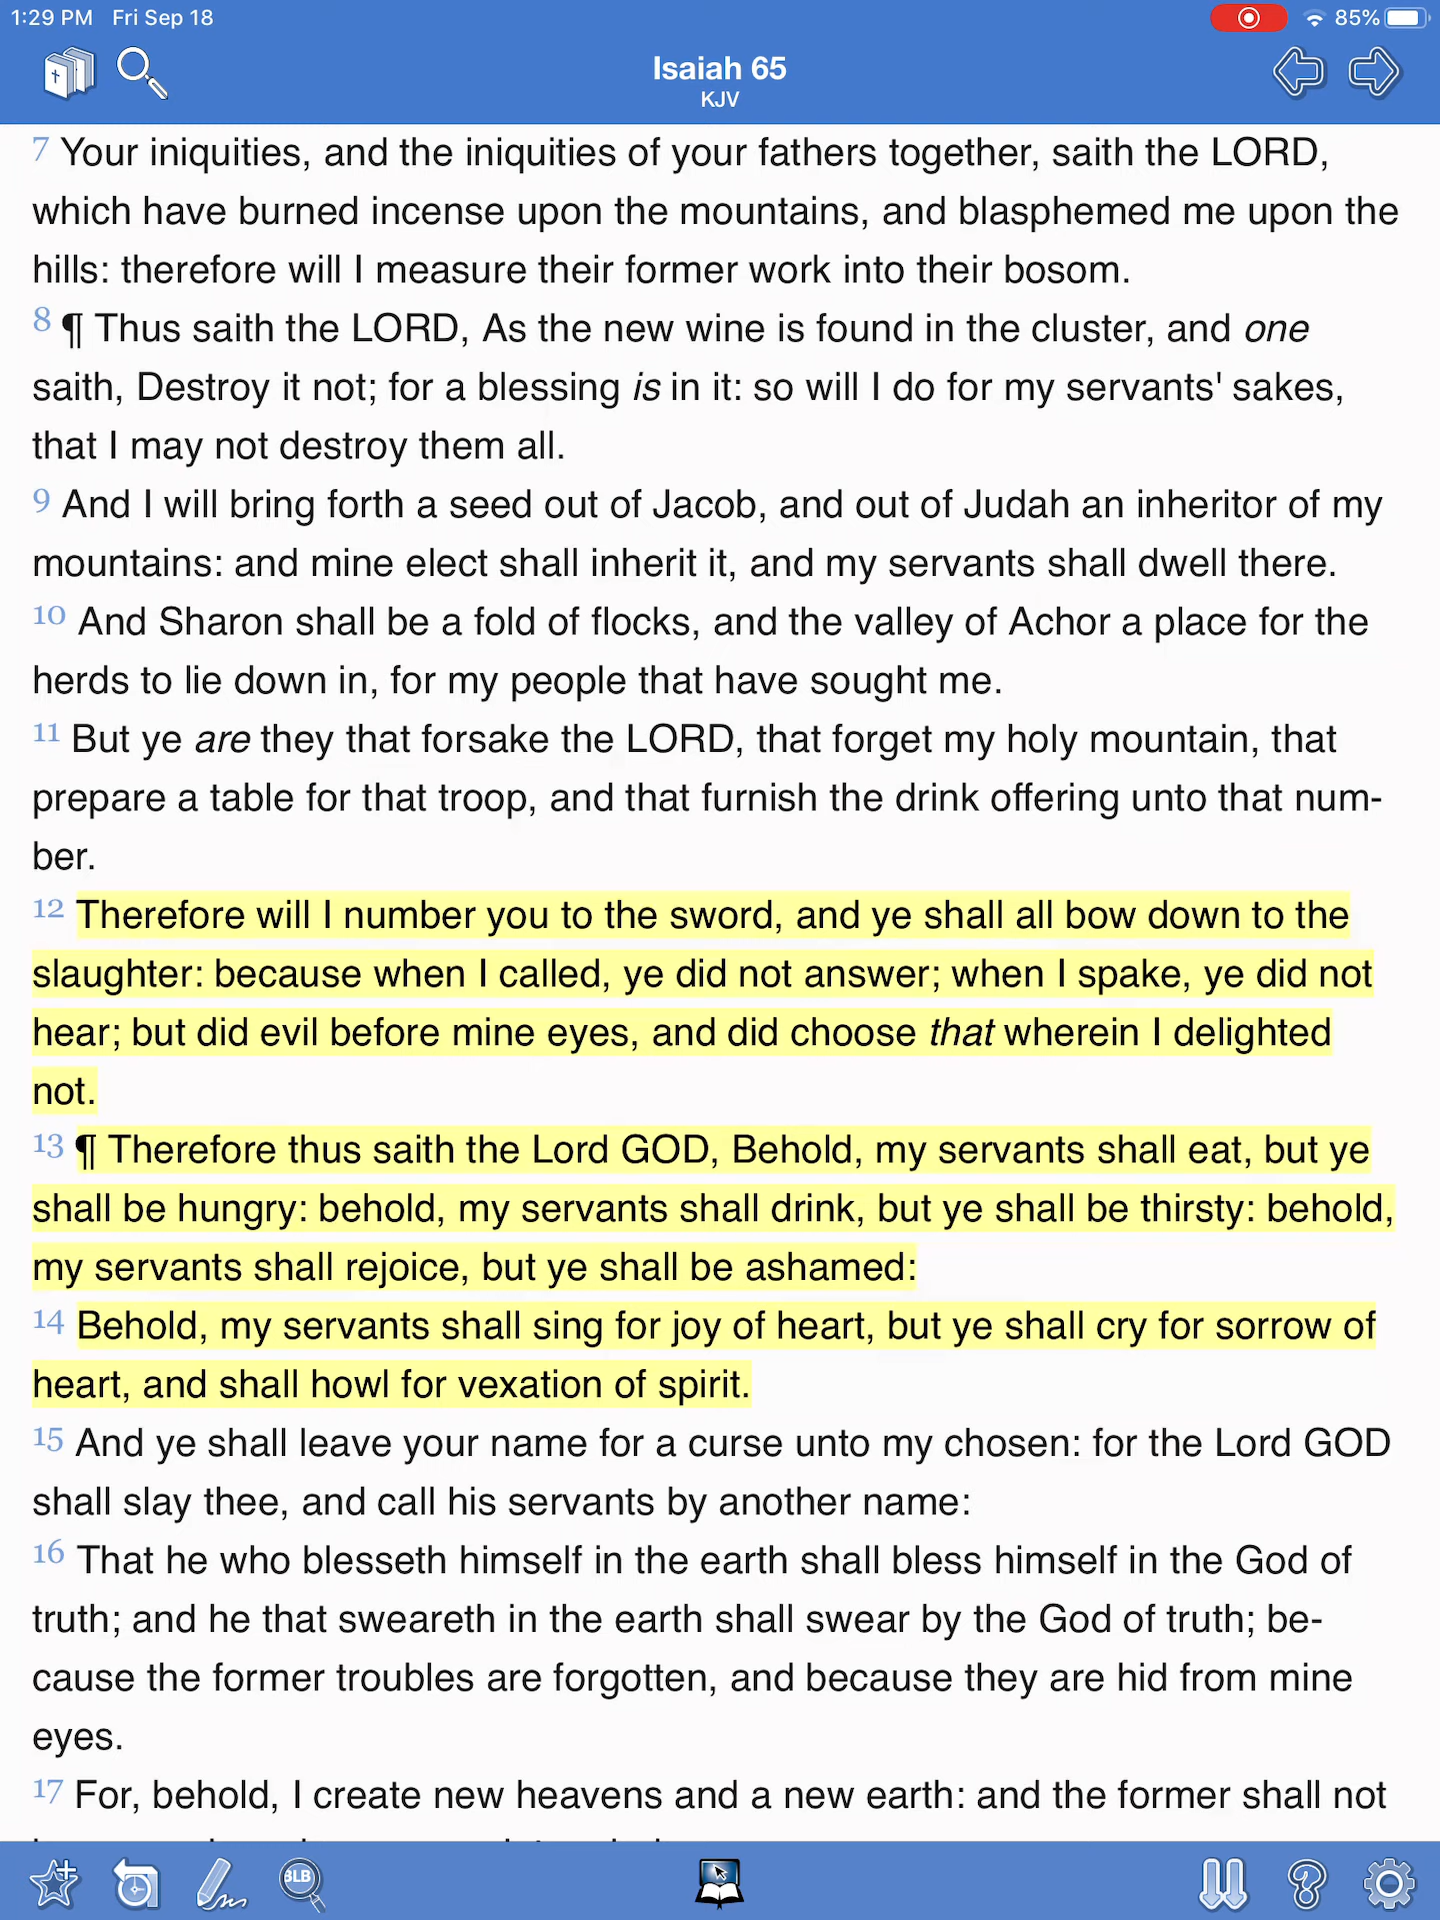 1:29 PM Fri Sep 18 85%
Isaiah 65
KJV
7 Your iniquities, and the iniquities of your fathers together, saith the LORD,
which have burned incense upon the mountains, and blasphemed me upon the
hills: therefore will I measure their former work into their bosom.
8 ¶ Thus saith the LORD, As the new wine is found in the cluster, and one
saith, Destroy it not; for a blessing is in it: so will I do for my servants' sakes,
that I may not destroy them all.
9 And I will bring forth a seed out of Jacob, and out of Judah an inheritor of my
mountains: and mine elect shall inherit it, and my servants shall dwell there.
10 And Sharon shall be a fold of flocks, and the valley of Achor a place for the
herds to lie down in, for my people that have sought me.
11 But ye are they that forsake the LORD, that forget my holy mountain, that
prepare a table for that troop, and that furnish the drink offering unto that num-
ber.
12 Therefore will I number you to the sword, and ye shall all bow down to the
slaughter: because when I called, ye did not answer; when I spake, ye did not
hear; but did evil before mine eyes, and did choose that wherein I delighted
not.
13 ¶ Therefore thus saith the Lord GOD, Behold, my servants shall eat, but ye
shall be hungry: behold, my servants shall drink, but ye shall be thirsty: behold,
my servants shall rejoice, but ye shall be ashamed:
14 Behold, my servants shall sing for joy of heart, but ye shall cry for sorrow of
heart, and shall howl for vexation of spirit.
15 And ye shall leave your name for a curse unto my chosen: for the Lord GOD
shall slay thee, and call his servants by another name:
16 That he who blesseth himself in the earth shall bless himself in the God of
truth; and he that sweareth in the earth shall swear by the God of truth; be-
cause the former troubles are forgotten, and because they are hid from mine
eyes.
17 For, behold, I create new heavens and a new earth: and the former shall not
BLB